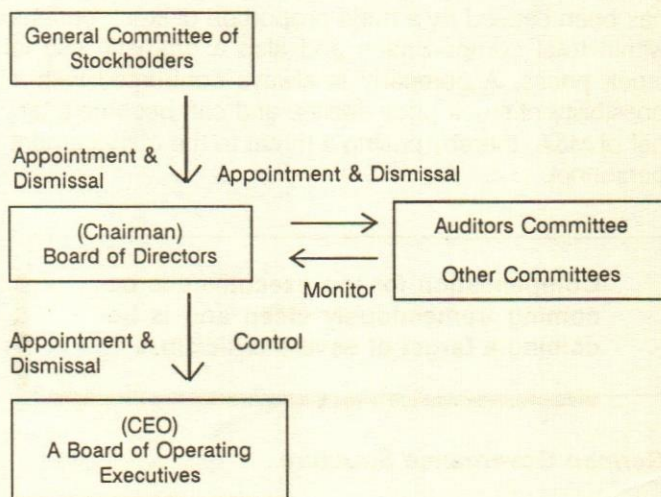 General Committee of
Stockholders
Appointment &
Dismissal
Appointment & Dismissal
(Chairman)
Board of Directors
Auditors Committee
Other Committees
Monitor
Appointment &
Dismissal
Control
(CEO)
A Board of Operating
Executives